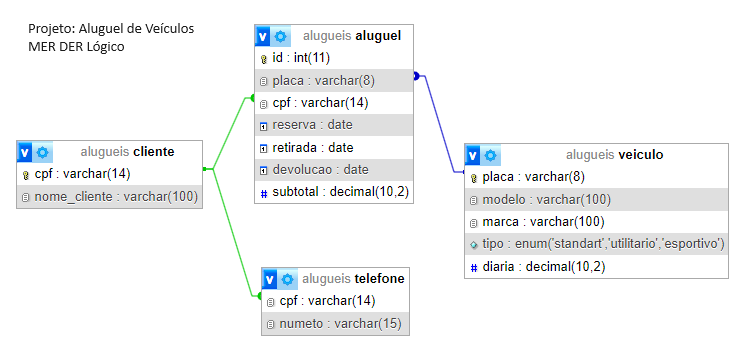 Projeto: Aluguel de Veículos
MER DER Lógico
v alugueis aluguel
id : int(11)
placa : varchar(8)
cpf : varchar(14)
reserva : date
retirada : date
devolucao : date
# subtotal : decimal(10,2)
v alugueis cliente
cpf : varchar(14)
nome_cliente : varchar(100)
v alugueis veiculo
placa : varchar(8)
modelo : varchar(100)
marca : varchar(100)
tipo : enum('standart','utilitario','esportivo')
# diaria : decimal(10,2)
v alugueis telefone
cpf : varchar(14)
numeto : varchar(15)